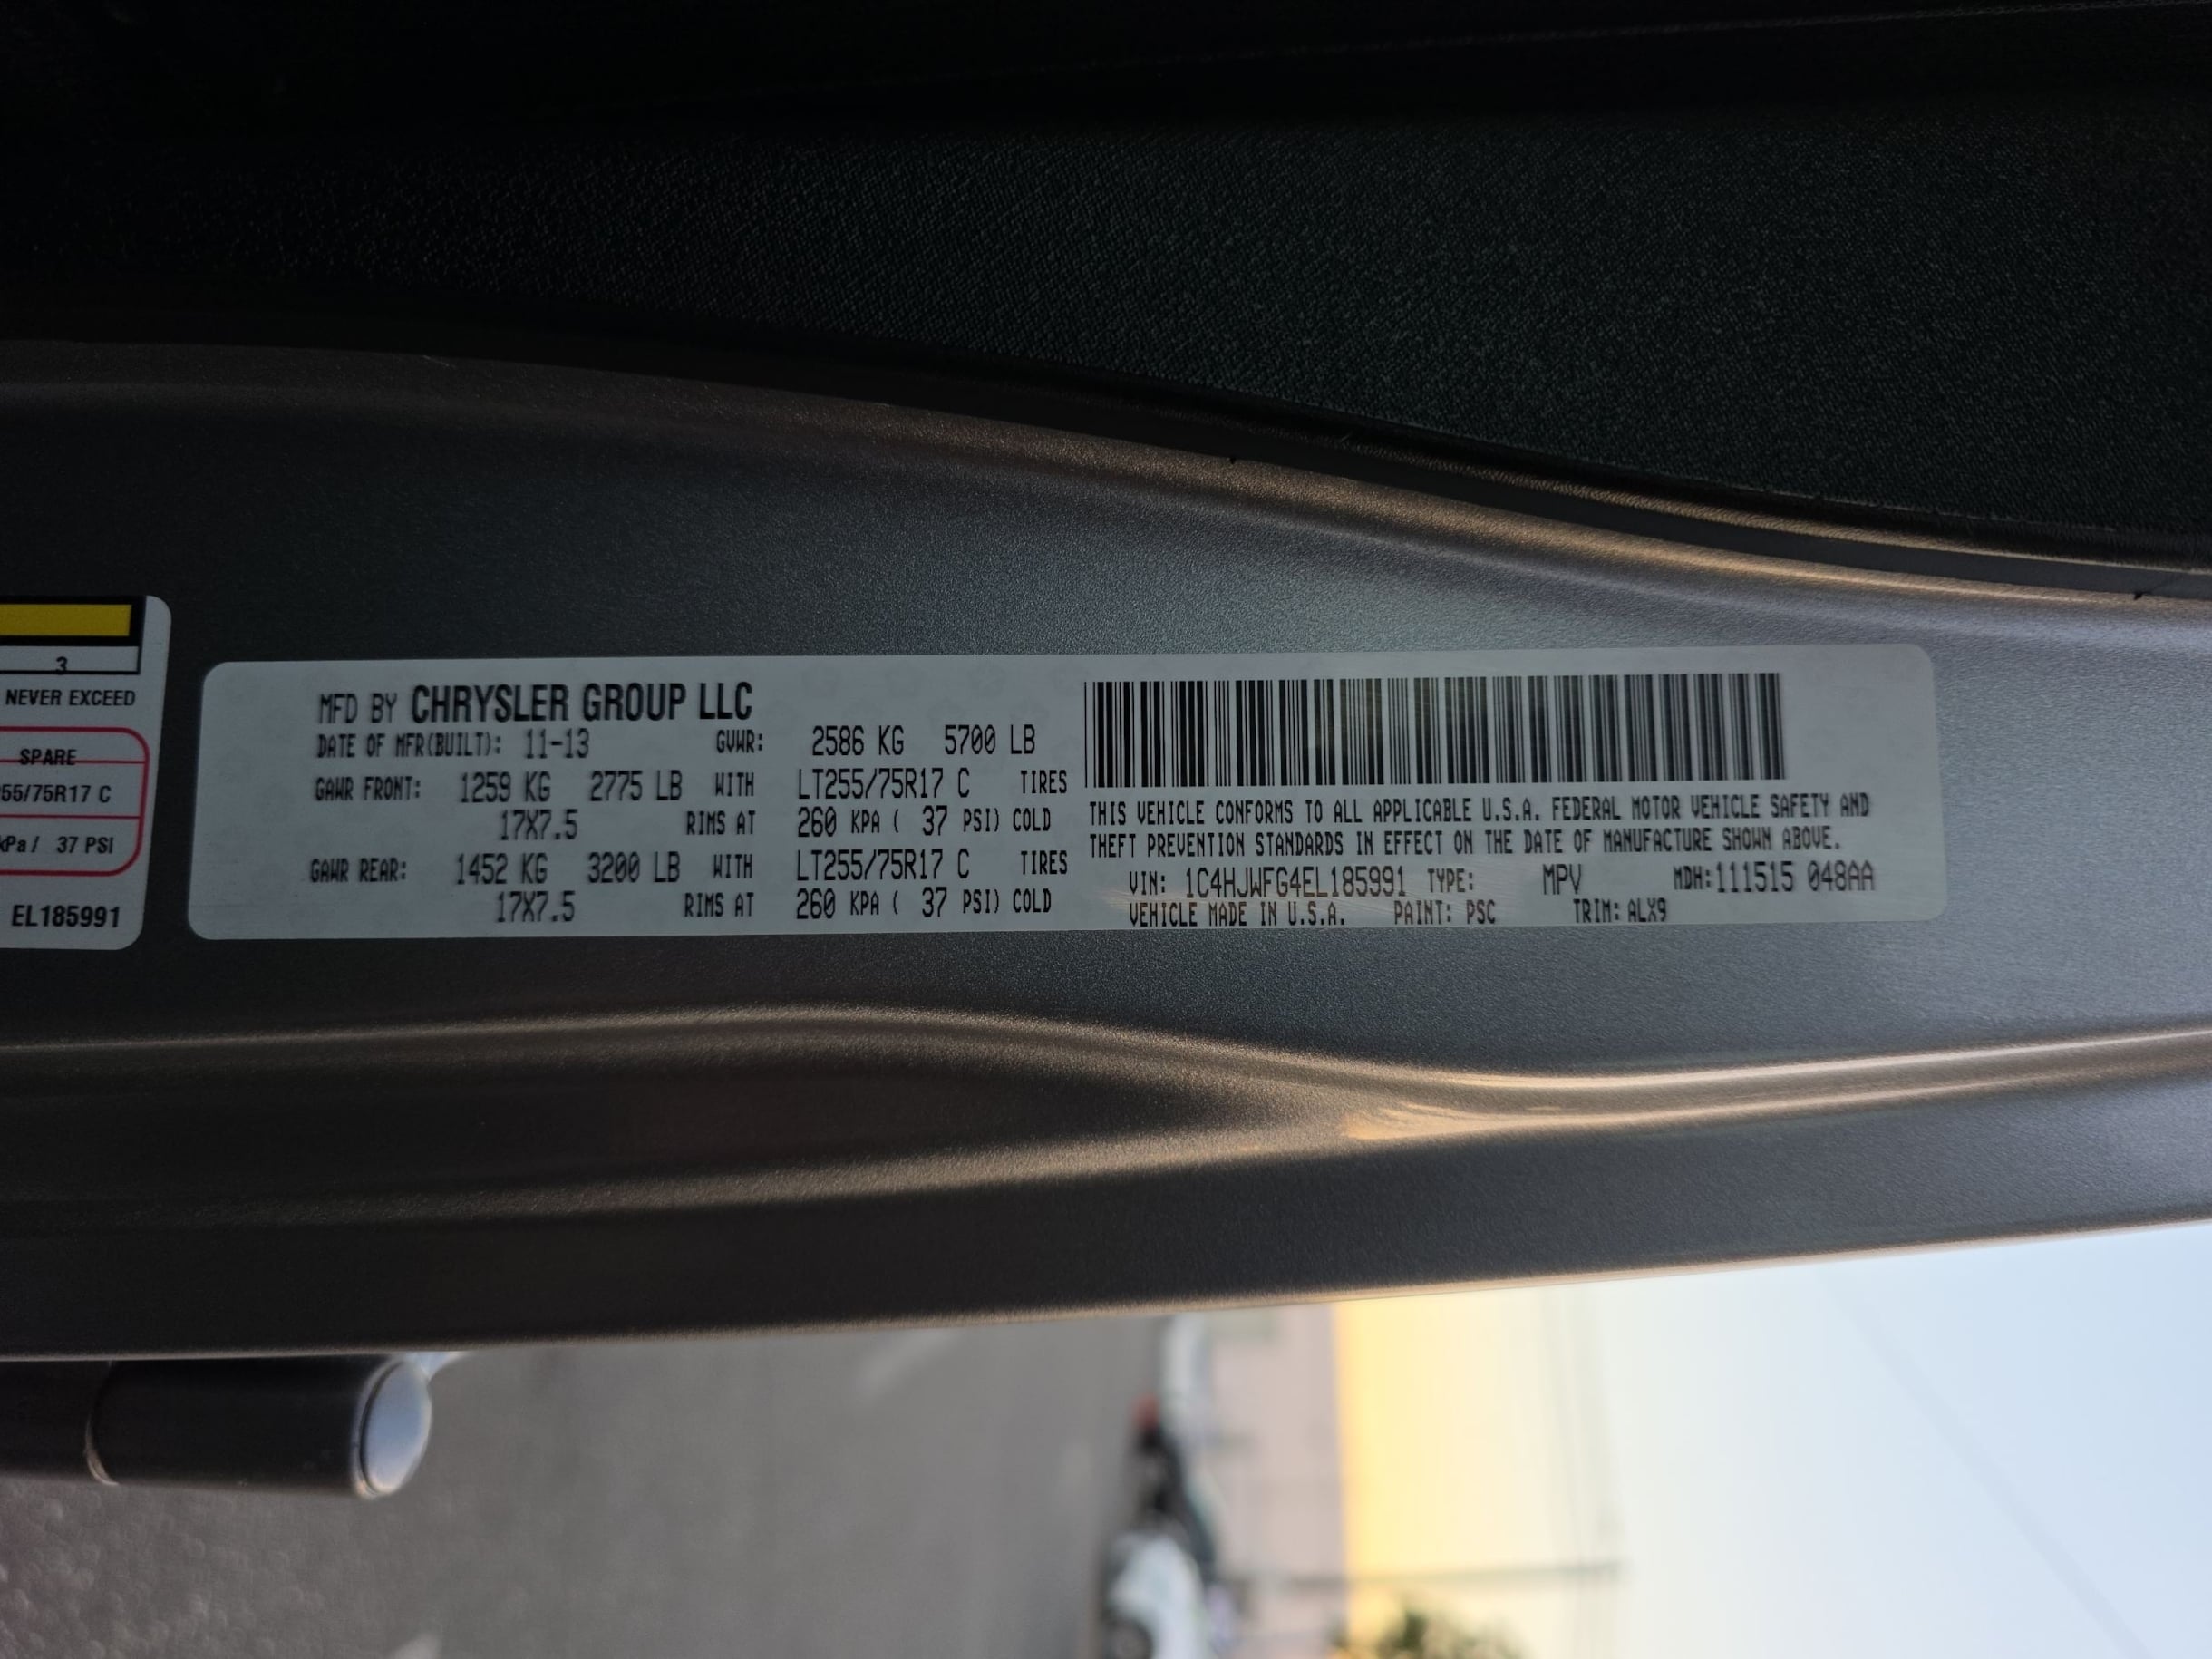 3
NEVER EXCEED
SPARE
55/75R17 C
kPa / 37 PSI
EL185991
MFD BY CHRYSLER GROUP LLC
DATE OF MFR(BUILT): 11-13 GVWR: 2586 KG 5700 LB
GAWR FRONT: 1259 KG 2775 LB WITH LT255/75R17 C TIRES
17X7.5 RIMS AT 260 KPA ( 37 PSI) COLD
GAWR REAR: 1452 KG 3200 LB WITH LT255/75R17 C TIRES
17X7.5 RIMS AT 260 KPA ( 37 PSI) COLD
THIS VEHICLE CONFORMS TO ALL APPLICABLE U.S.A. FEDERAL MOTOR VEHICLE SAFETY AND
THEFT PREVENTION STANDARDS IN EFFECT ON THE DATE OF MANUFACTURE SHOWN ABOVE.
VIN: 1C4HJWFG4EL185991 TYPE: MPV MDH:111515 048AA
VEHICLE MADE IN U.S.A. PAINT: PSC TRIM: ALX9